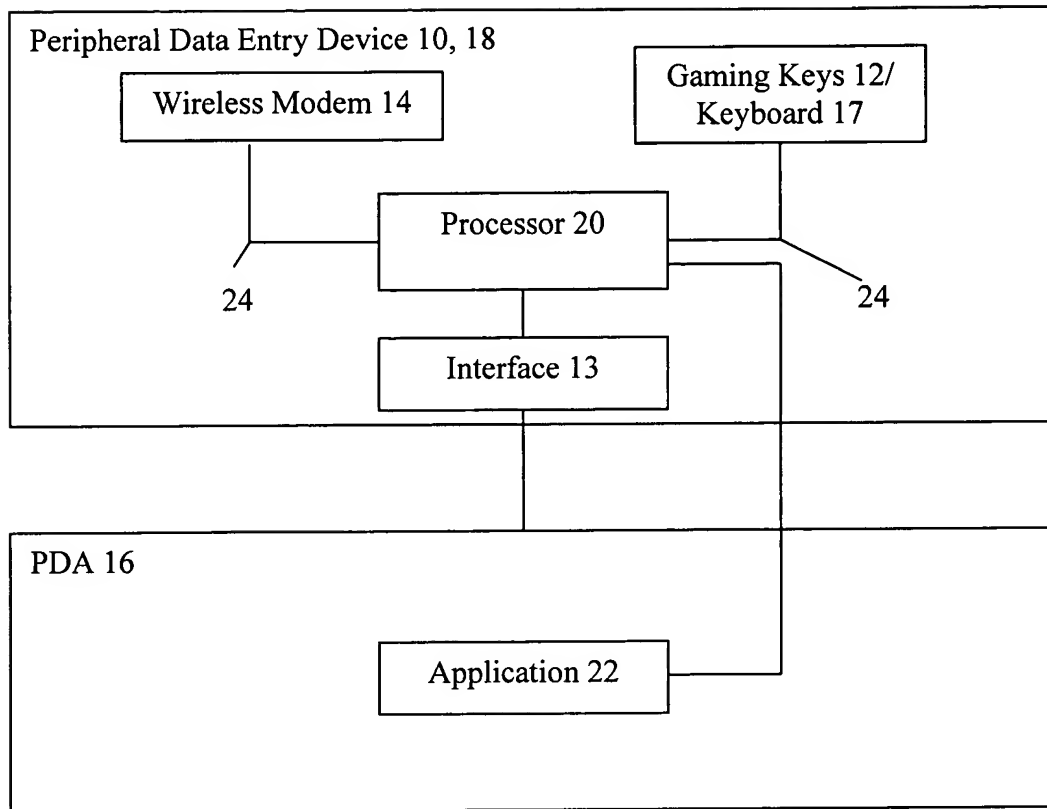 Peripheral Data Entry Device 10, 18
Wireless Modem 14
Gaming Keys 12/
Keyboard 17
Processor 20
24
24
Interface 13
PDA 16
Application 22